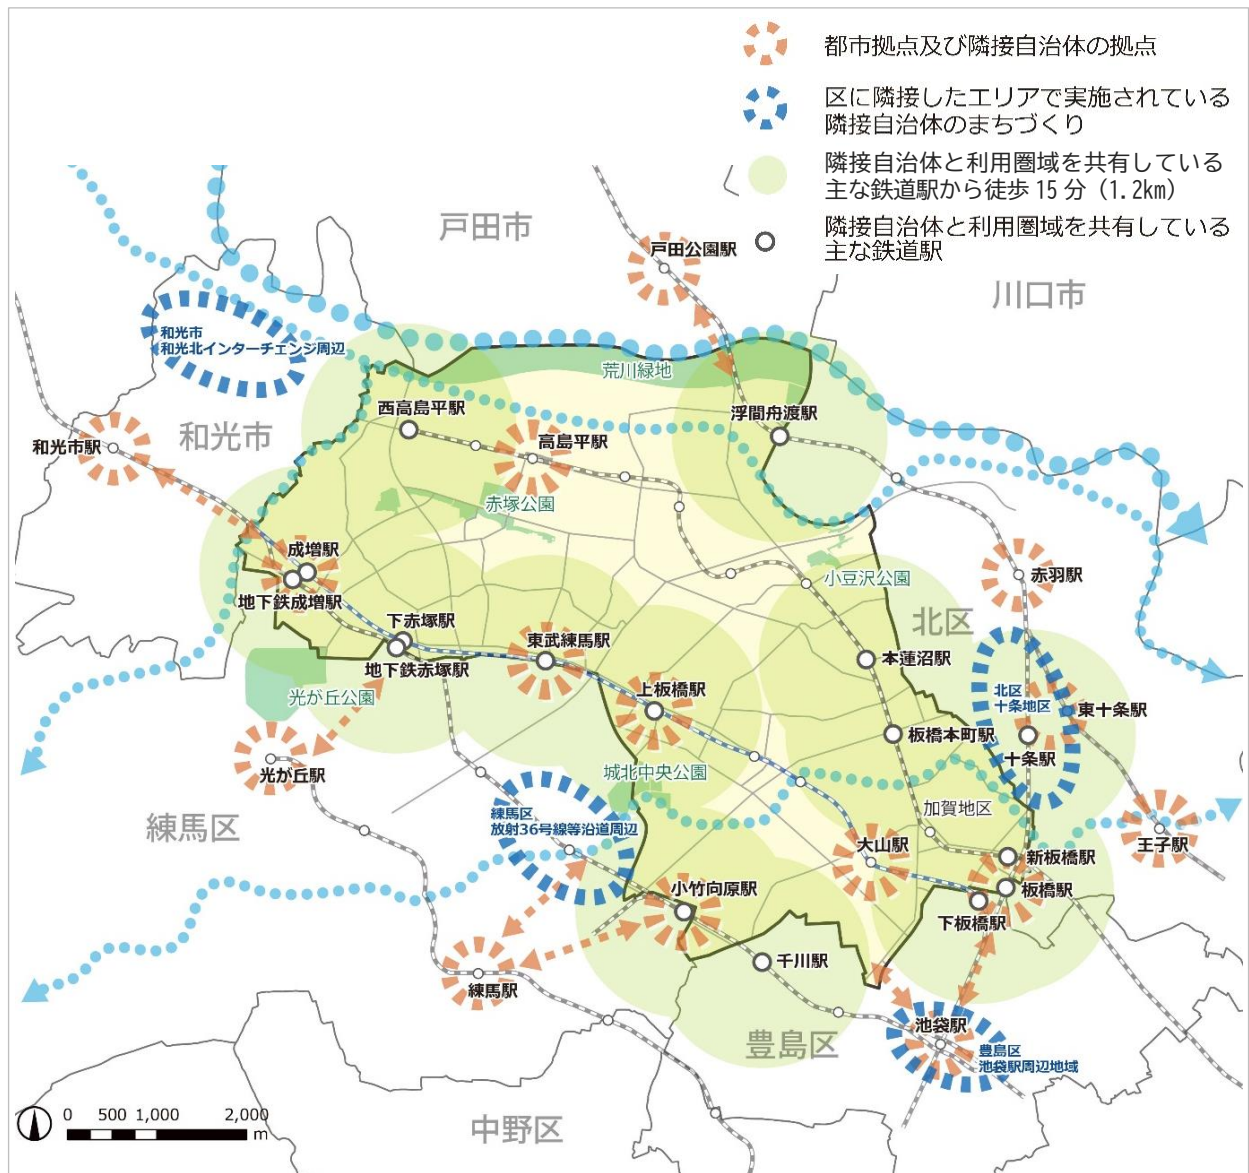 都市拠点及び隣接自治体の拠点
区に隣接したエリアで実施されている
隣接自治体のまちづくり
隣接自治体と利用圏域を共有している
主な鉄道駅から徒歩 15 分（1.2km）
隣接自治体と利用圏域を共有している
主な鉄道駅
戸田市
戸田公園駅
川口市
和光市
和光北インターチェンジ周辺
荒川緑地
西高島平駅
浮間舟渡駅
和光市
和光市駅
高島平駅
赤塚公園
成増駅
小豆沢公園
赤羽駅
地下鉄成増駅
下赤塚駅
北区
東武練馬駅
本蓮沼駅
地下鉄赤塚駅
光が丘公園
上板橋駅
北区
十条地区
東十条駅
板橋本町駅
十条駅
光が丘駅
城北中央公園
練馬区
練馬区
放射36号線等沿道周辺
加賀地区
大山駅
王子駅
新板橋駅
小竹向原駅
板橋駅
下板橋駅
千川駅
練馬駅
池袋駅
豊島区
豊島区
池袋駅周辺地域
中野区
0 500 1,000 2,000
m